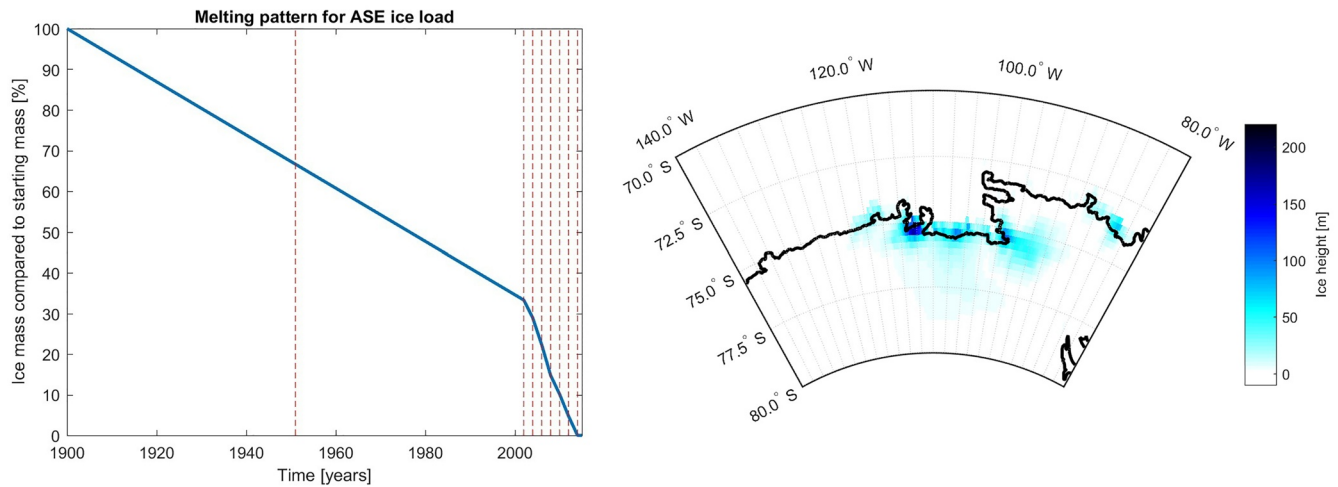 Melting pattern for ASE ice load
100
90
80
70
60
50
40
30
20
10
0
Ice mass compared to starting mass [%]
1900 1920 1940 1960 1980 2000
Time [years]
120.0° W 100.0° W
140.0° W 80.0° W
70.0° S
72.5° S
75.0° S
77.5° S
80.0° S
200
150
100
50
0
Ice height [m]